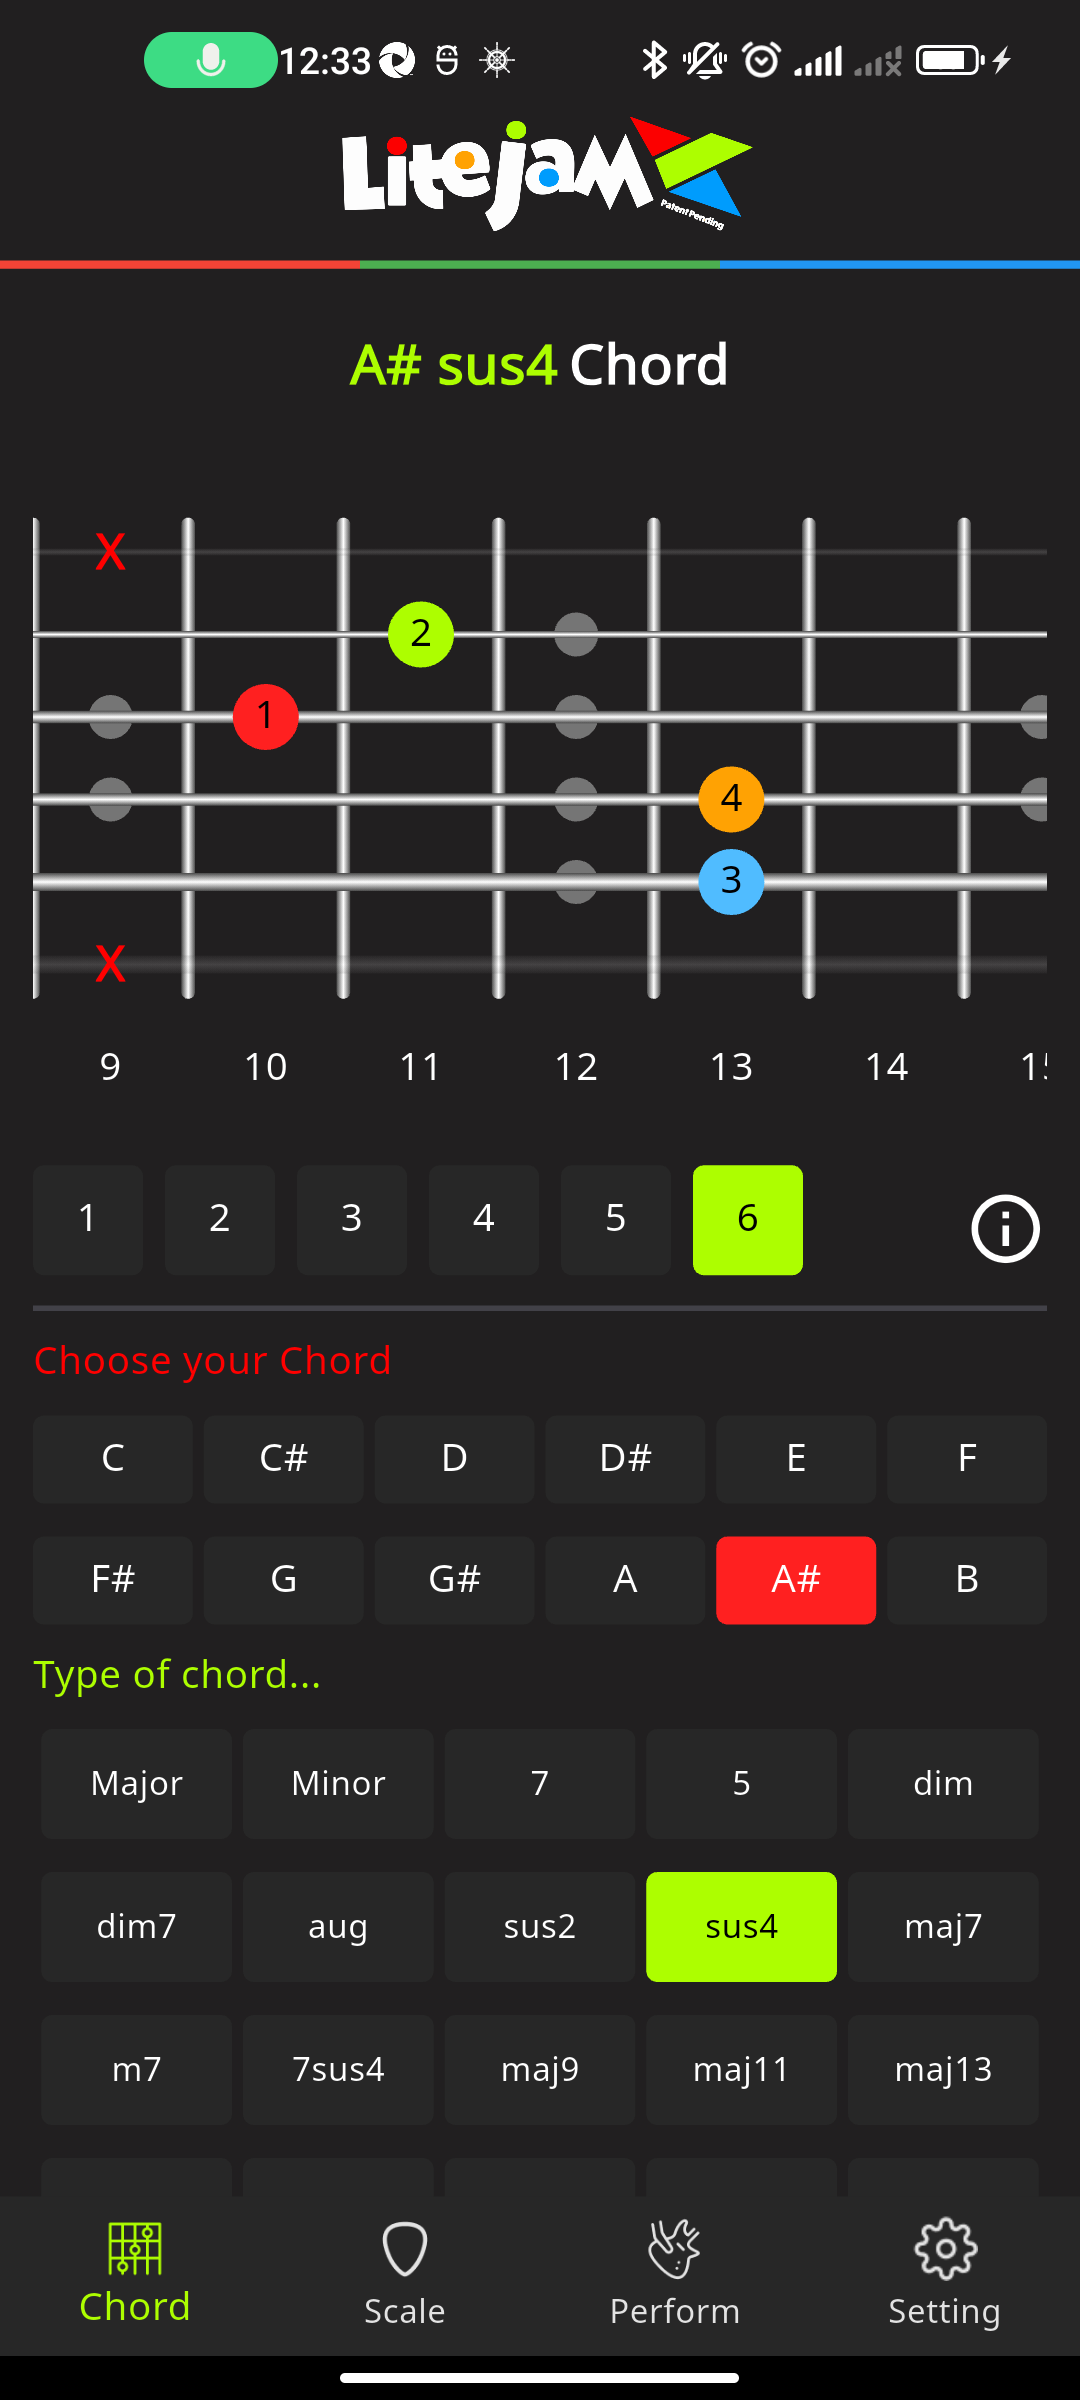 12:33
Litejam
Patent Pending
A# sus4 Chord
X
2
1
4
3
X
9 10 11 12 13 14 15
1 2 3 4 5 6
Choose your Chord
C C# D D# E F
F# G G# A A# B
Type of chord...
Major Minor 7 5 dim
dim7 aug sus2 sus4 maj7
m7 7sus4 maj9 maj11 maj13
Chord Scale Perform Setting